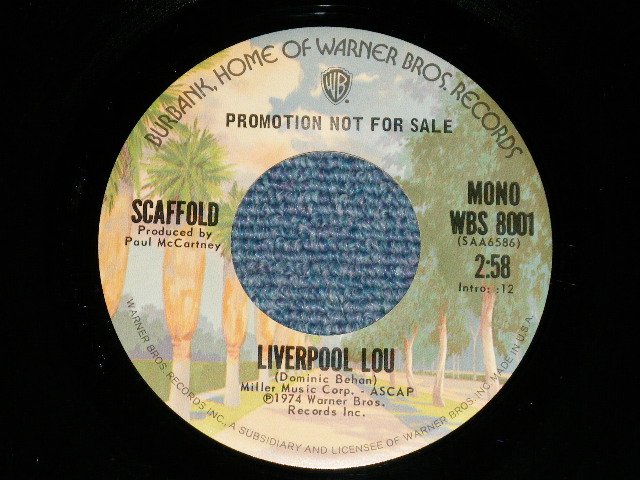 BURBANK, HOME OF WARNER BROS. RECORDS
WB
PROMOTION NOT FOR SALE
SCAFFOLD
Produced by
Paul McCartney
MONO
WBS 8001
(SAA6586)
2:58
Intro: :12
LIVERPOOL LOU
(Dominic Behan)
Miller Music Corp. - ASCAP
℗1974 Warner Bros.
Records Inc.
WARNER BROS. RECORDS INC., A SUBSIDIARY AND LICENSEE OF WARNER BROS. INC. MADE IN U.S.A.